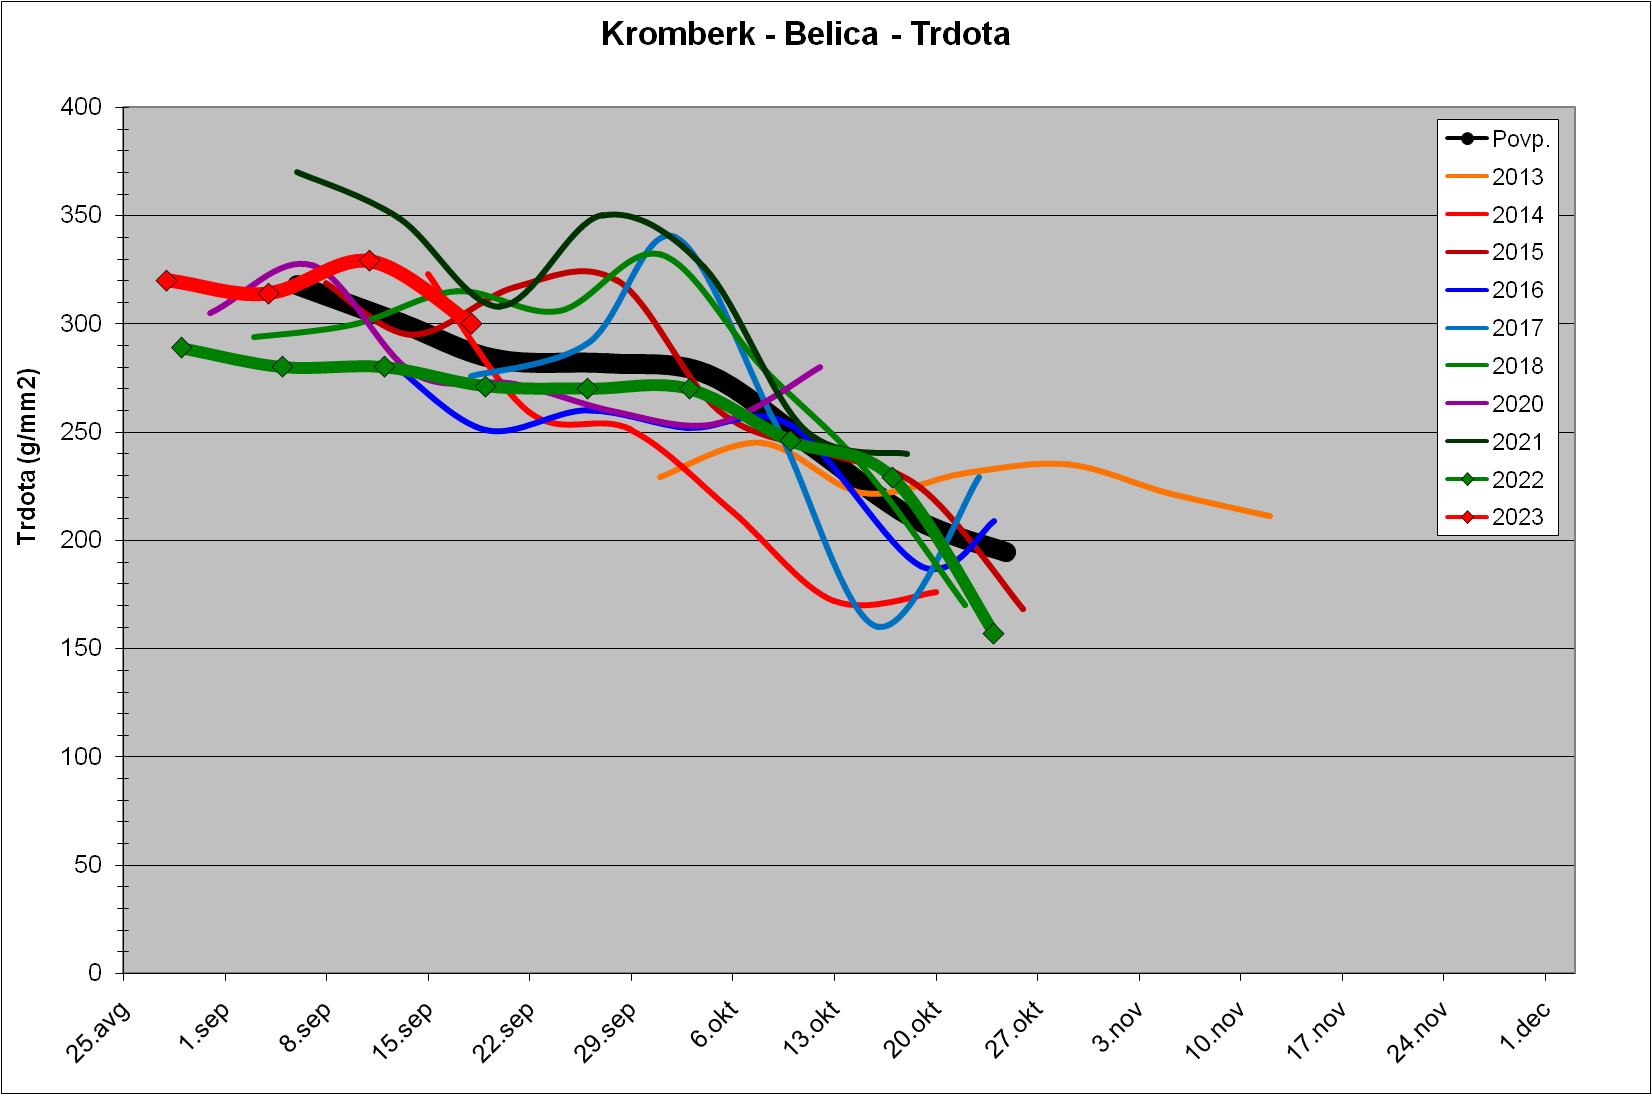 Kromberk - Belica - Trdota
Trdota (g/mm2)
400
350
300
250
200
150
100
50
0
25.avg
1.sep
8.sep
15.sep
22.sep
29.sep
6.okt
13.okt
20.okt
27.okt
3.nov
10.nov
17.nov
24.nov
1.dec
Povp.
2013
2014
2015
2016
2017
2018
2020
2021
2022
2023